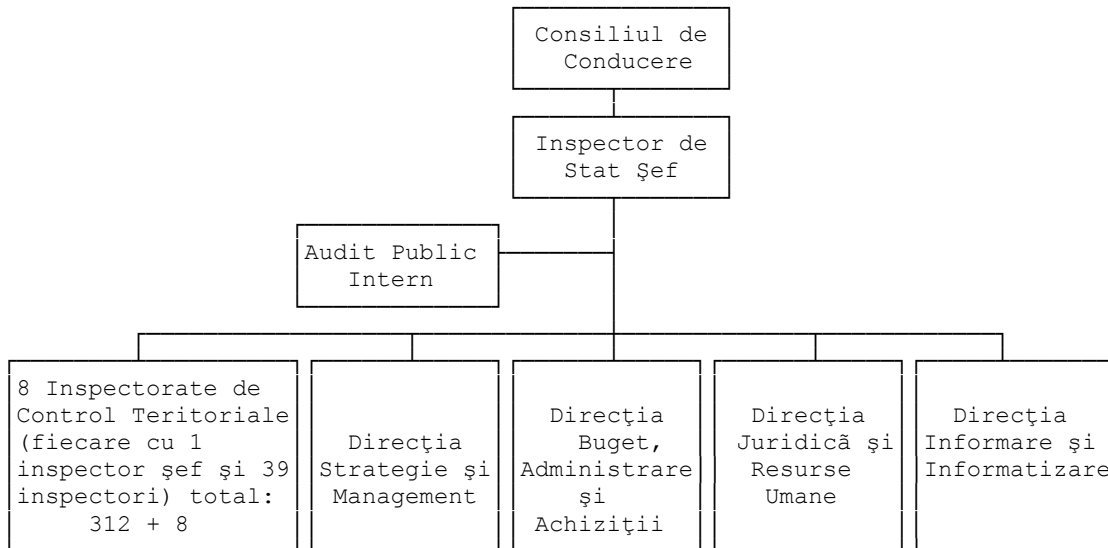 Consiliul de
Conducere
Inspector de
Stat Şef
Audit Public
Intern
8 Inspectorate de
Control Teritoriale
(fiecare cu 1
inspector şef şi 39
inspectori) total:
312 + 8
Direcţia
Strategie şi
Management
Direcţia
Buget,
Administrare
şi
Achiziţii
Direcţia
Juridicã şi
Resurse
Umane
Direcţia
Informare şi
Informatizare